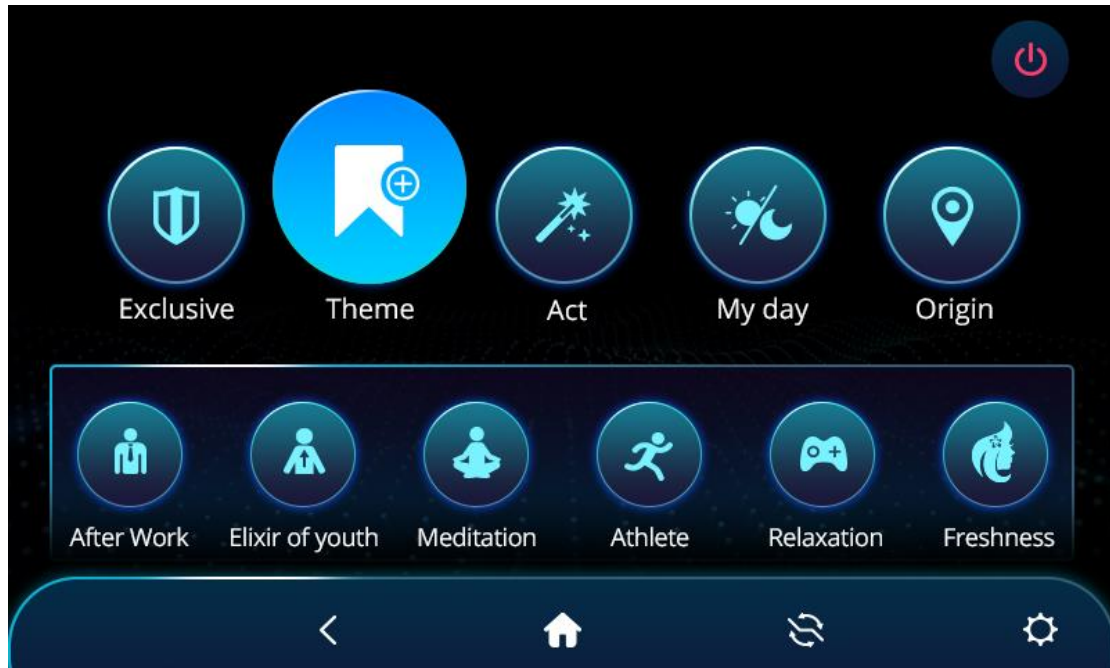 Exclusive
Theme
Act
My day
Origin
After Work
Elixir of youth
Meditation
Athlete
Relaxation
Freshness